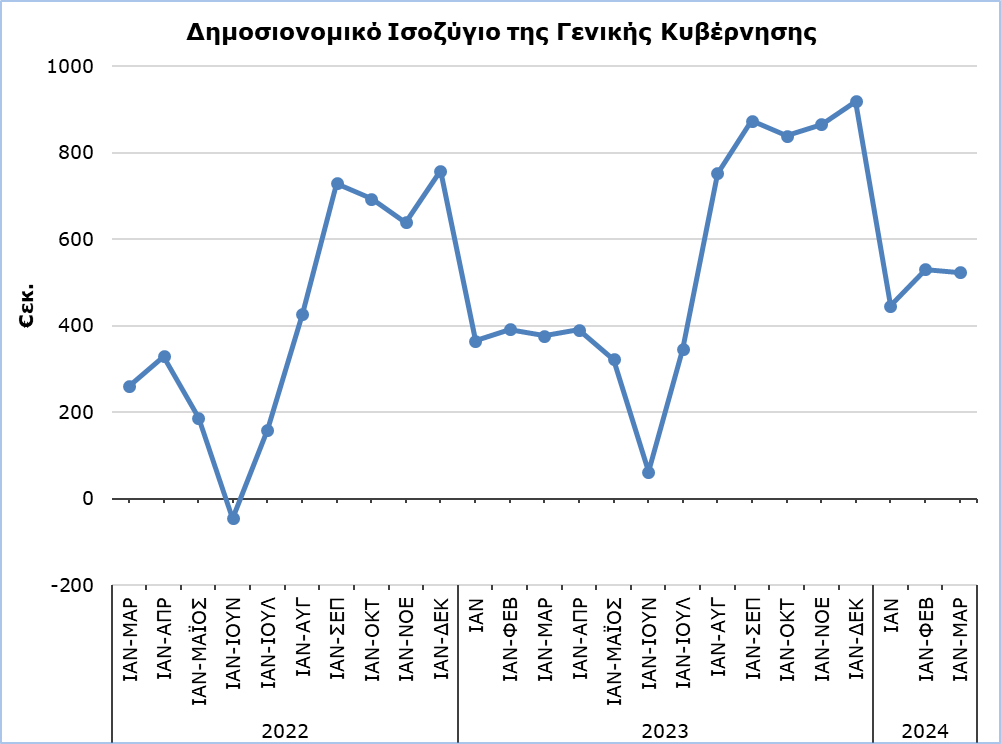 Δημοσιονομικό Ισοζύγιο της Γενικής Κυβέρνησης
€εκ.
1000
800
600
400
200
0
-200
ΙΑΝ-ΜΑΡ
ΙΑΝ-ΑΠΡ
ΙΑΝ-ΜΑΪΟΣ
ΙΑΝ-ΙΟΥΝ
ΙΑΝ-ΙΟΥΛ
ΙΑΝ-ΑΥΓ
ΙΑΝ-ΣΕΠ
ΙΑΝ-ΟΚΤ
ΙΑΝ-ΝΟΕ
ΙΑΝ-ΔΕΚ
ΙΑΝ
ΙΑΝ-ΦΕΒ
ΙΑΝ-ΜΑΡ
ΙΑΝ-ΑΠΡ
ΙΑΝ-ΜΑΪΟΣ
ΙΑΝ-ΙΟΥΝ
ΙΑΝ-ΙΟΥΛ
ΙΑΝ-ΑΥΓ
ΙΑΝ-ΣΕΠ
ΙΑΝ-ΟΚΤ
ΙΑΝ-ΝΟΕ
ΙΑΝ-ΔΕΚ
ΙΑΝ
ΙΑΝ-ΦΕΒ
ΙΑΝ-ΜΑΡ
2022
2023
2024